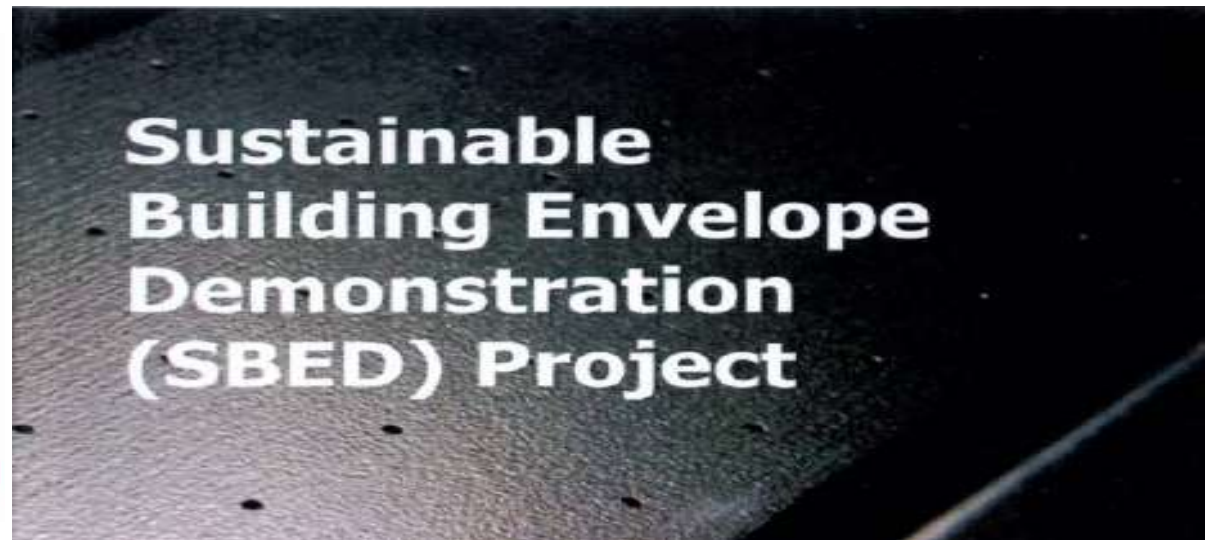 Sustainable
Building Envelope
Demonstration
(SBED) Project